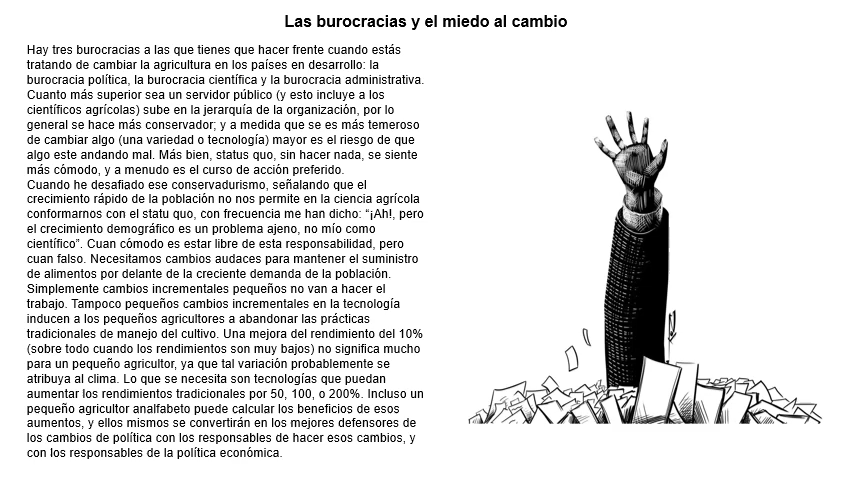 Las burocracias y el miedo al cambio
Hay tres burocracias a las que tienes que hacer frente cuando estás
tratando de cambiar la agricultura en los países en desarrollo: la
burocracia política, la burocracia científica y la burocracia administrativa.
Cuanto más superior sea un servidor público (y esto incluye a los
científicos agrícolas) sube en la jerarquía de la organización, por lo
general se hace más conservador; y a medida que se es más temeroso
de cambiar algo (una variedad o tecnología) mayor es el riesgo de que
algo este andando mal. Más bien, status quo, sin hacer nada, se siente
más cómodo, y a menudo es el curso de acción preferido.
Cuando he desafiado ese conservadurismo, señalando que el
crecimiento rápido de la población no nos permite en la ciencia agrícola
conformarnos con el statu quo, con frecuencia me han dicho: “¡Ah!, pero
el crecimiento demográfico es un problema ajeno, no mío como
científico”. Cuan cómodo es estar libre de esta responsabilidad, pero
cuan falso. Necesitamos cambios audaces para mantener el suministro
de alimentos por delante de la creciente demanda de la población.
Simplemente cambios incrementales pequeños no van a hacer el
trabajo. Tampoco pequeños cambios incrementales en la tecnología
inducen a los pequeños agricultores a abandonar las prácticas
tradicionales de manejo del cultivo. Una mejora del rendimiento del 10%
(sobre todo cuando los rendimientos son muy bajos) no significa mucho
para un pequeño agricultor, ya que tal variación probablemente se
atribuya al clima. Lo que se necesita son tecnologías que puedan
aumentar los rendimientos tradicionales por 50, 100, o 200%. Incluso un
pequeño agricultor analfabeto puede calcular los beneficios de esos
aumentos, y ellos mismos se convertirán en los mejores defensores de
los cambios de política con los responsables de hacer esos cambios, y
con los responsables de la política económica.